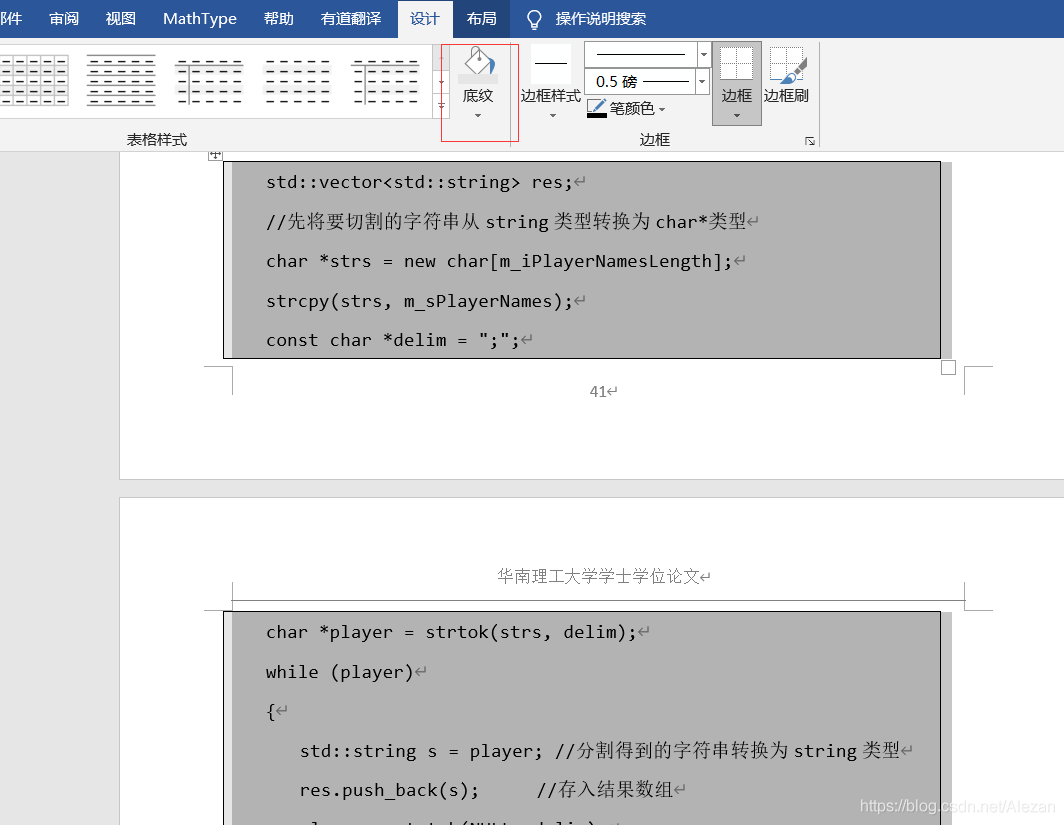 审阅 视图 MathType 帮助 有道翻译 设计 布局 操作说明搜索
底纹 边框样式 0.5 磅 笔颜色 边框 边框刷
表格样式 边框
std::vector<std::string> res;
//先将要切割的字符串从 string 类型转换为 char*类型
char *strs = new char[m_iPlayerNamesLength];
strcpy(strs, m_sPlayerNames);
const char *delim = ";";
41
华南理工大学学士学位论文
char *player = strtok(strs, delim);
while (player)
{
std::string s = player; //分割得到的字符串转换为 string 类型
res.push_back(s); //存入结果数组
https://blog.csdn.net/Alezan